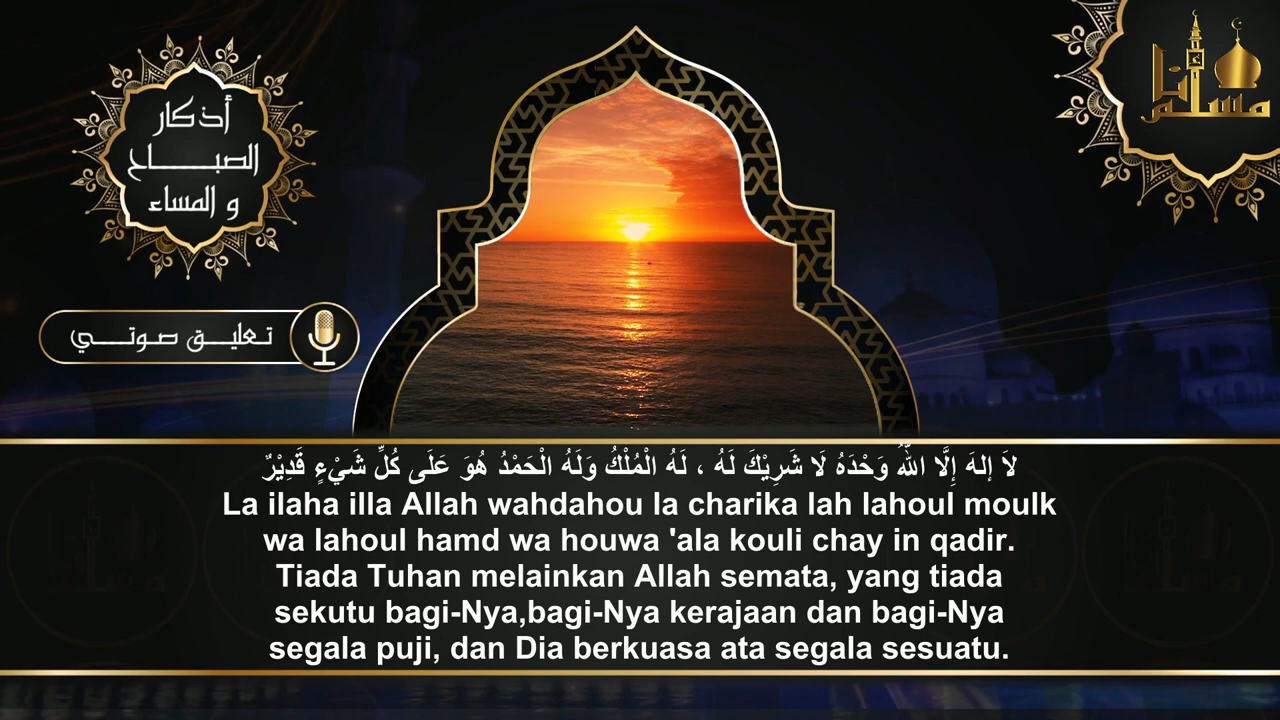 أذكار
الصباح
و المساء
أنا
مسلم
تعليق صوتي
لاَ إلهَ إِلَّا اللَّهُ وَحْدَهُ لَا شَرِيْكَ لَهُ ، لَهُ الْمُلْكُ وَلَهُ الْحَمْدُ هُوَ عَلَى كُلِّ شَيْءٍ قَدِيْرٌ
La ilaha illa Allah wahdahou la charika lah lahoul moulk
wa lahoul hamd wa houwa 'ala kouli chay in qadir.
Tiada Tuhan melainkan Allah semata, yang tiada
sekutu bagi-Nya,bagi-Nya kerajaan dan bagi-Nya
segala puji, dan Dia berkuasa ata segala sesuatu.